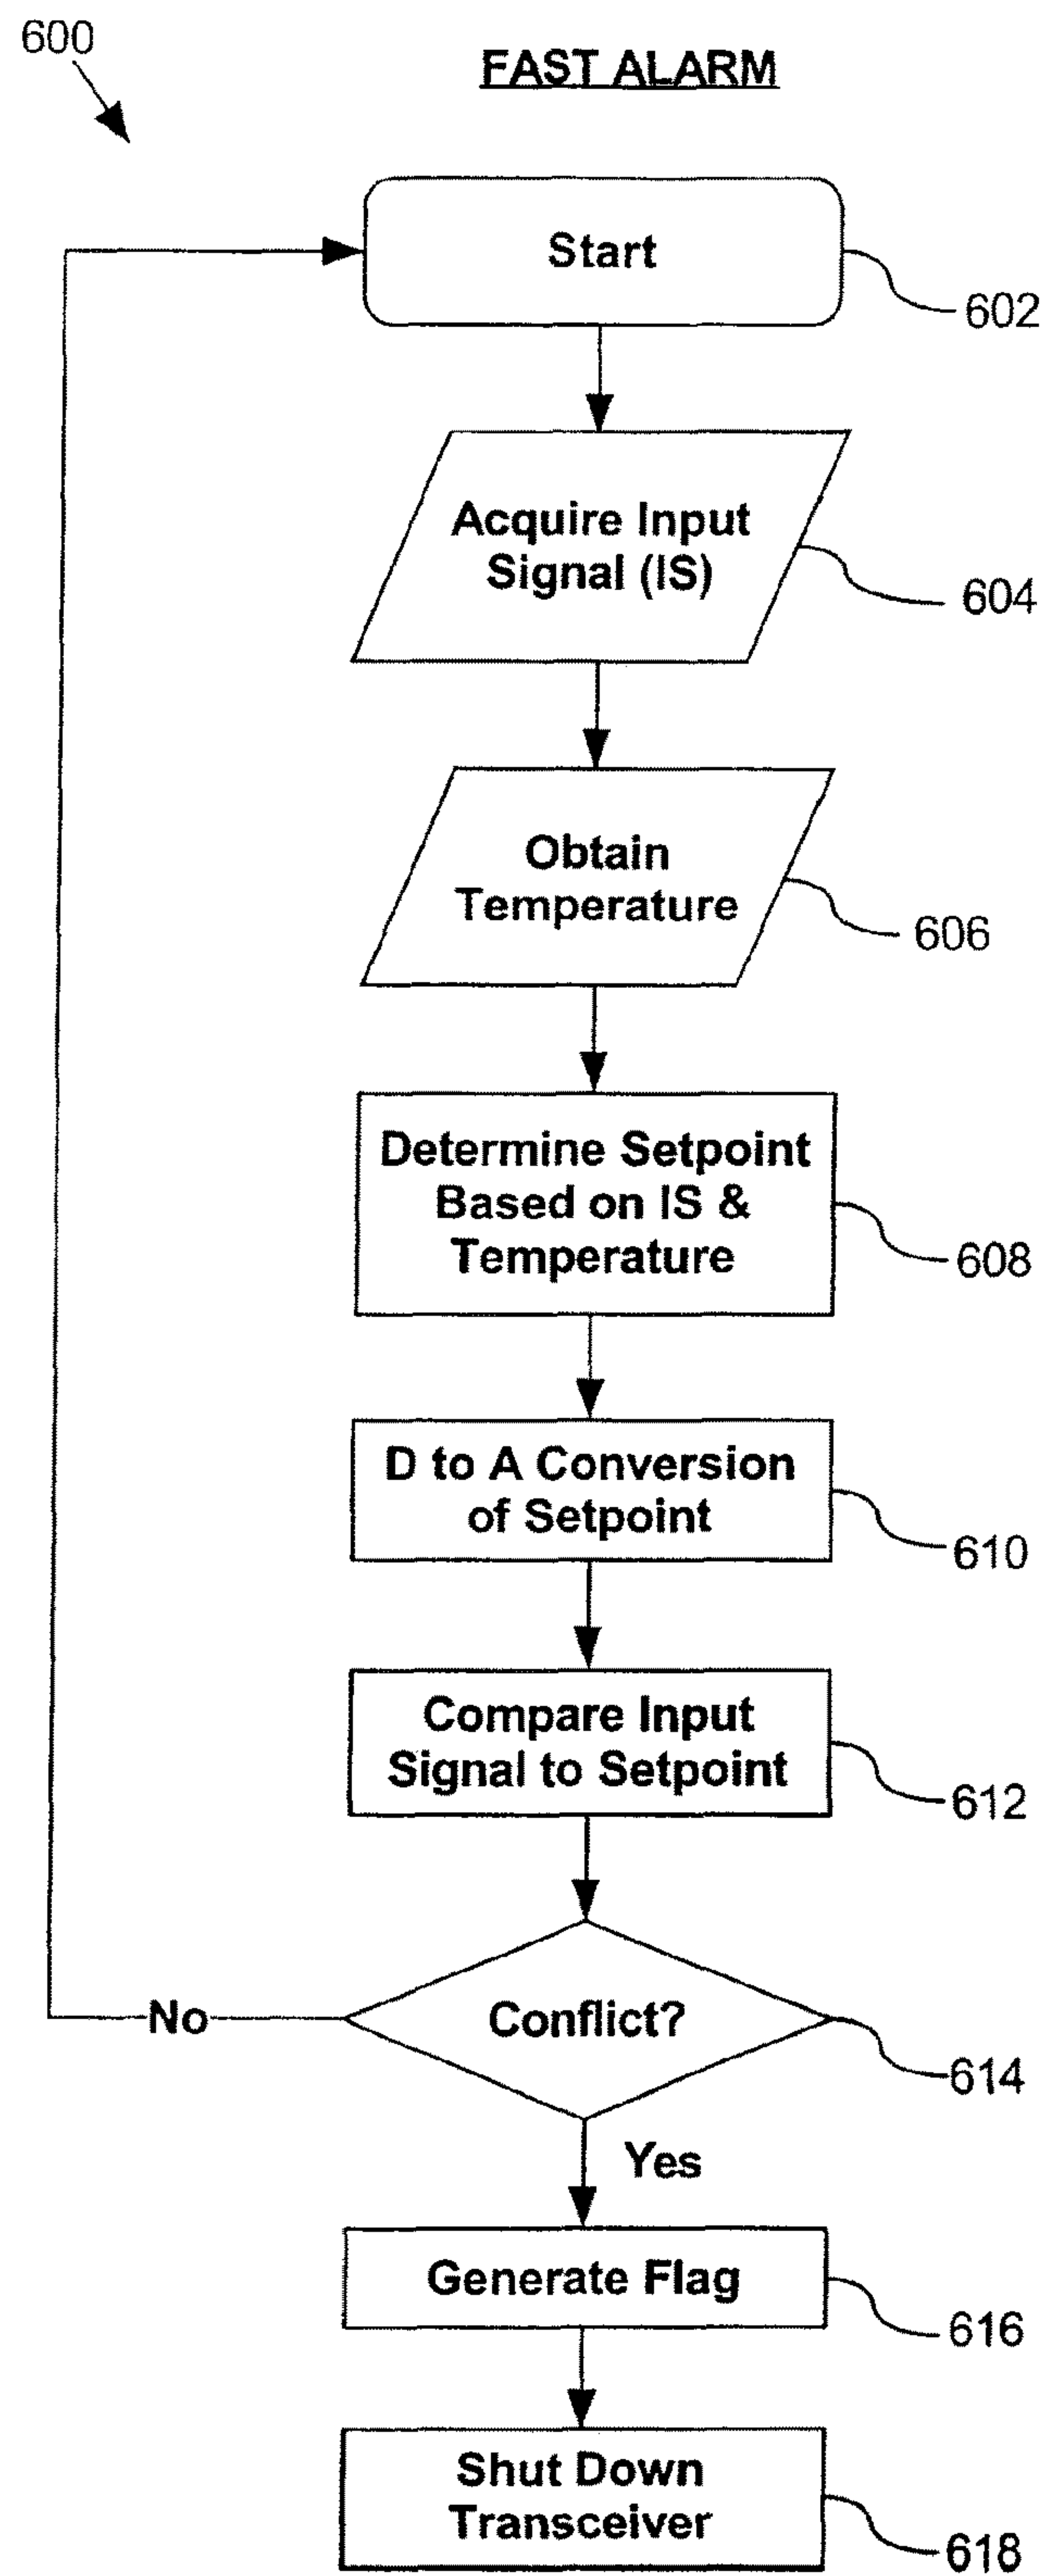 600
FAST ALARM
Start
602
Acquire Input
Signal (IS)
604
Obtain
Temperature
606
Determine Setpoint
Based on IS &
Temperature
608
D to A Conversion
of Setpoint
610
Compare Input
Signal to Setpoint
612
Conflict?
No
614
Yes
Generate Flag
616
Shut Down
Transceiver
618